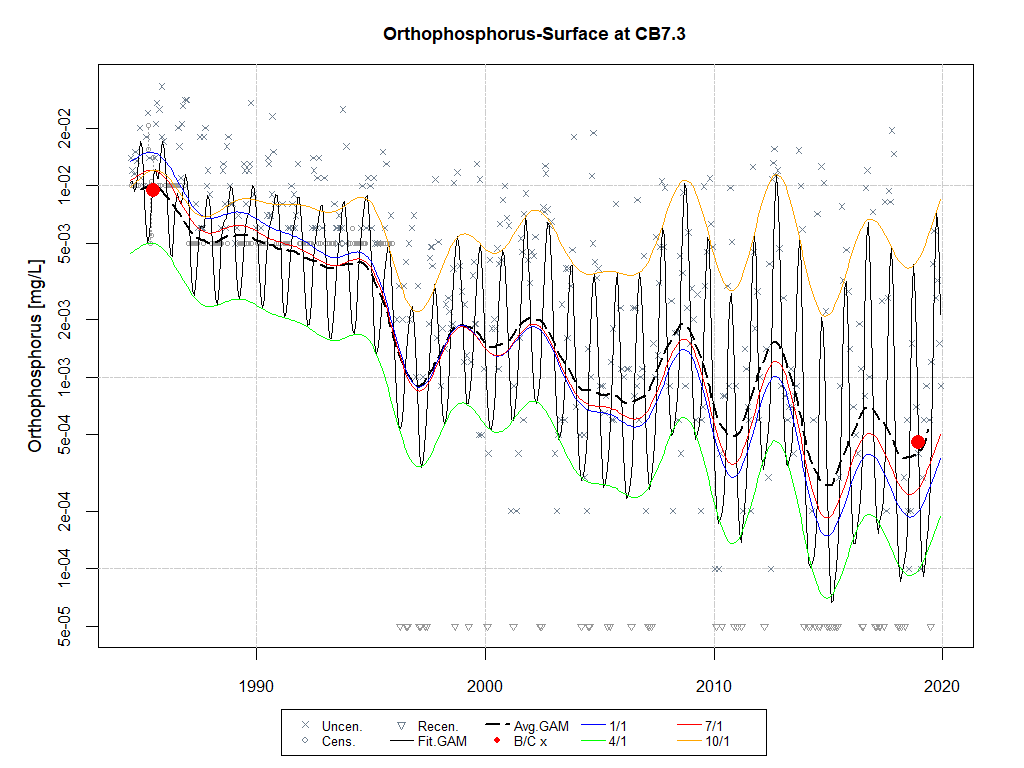 Orthophosphorus-Surface at CB7.3
Orthophosphorus [mg/L]
2e-02
1e-02
5e-03
2e-03
1e-03
5e-04
2e-04
1e-04
5e-05
1990 2000 2010 2020
Uncen. Recen. Avg.GAM 1/1 7/1
Cens. Fit.GAM B/C x 4/1 10/1